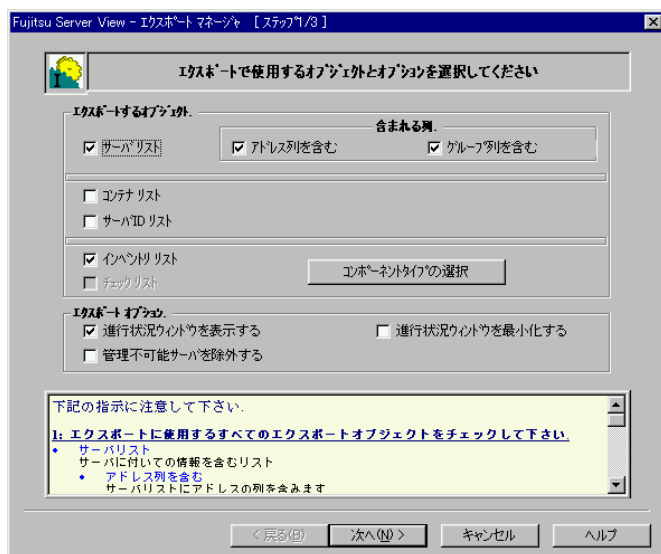 Fujitsu Server View - ｴｸｽﾎﾟｰﾄ ﾏﾈｰｼﾞｬ [ｽﾃｯﾌﾟ1/3]
ｴｸｽﾎﾟｰﾄで使用するｵﾌﾞｼﾞｪｸﾄとｵﾌﾟｼｮﾝを選択してください
ｴｸｽﾎﾟｰﾄするｵﾌﾞｼﾞｪｸﾄ.
含まれる列.
ｻｰﾊﾞﾘｽﾄ ｱﾄﾞﾚｽ列を含む ｸﾞﾙｰﾌﾟ列を含む
ｺﾝﾃﾅ ﾘｽﾄ
ｻｰﾊﾞID ﾘｽﾄ
ｲﾝﾍﾞﾝﾄﾘ ﾘｽﾄ
ｺﾝﾎﾟｰﾈﾝﾄﾀｲﾌﾟの選択
ﾁｪｯｸ ﾘｽﾄ
ｴｸｽﾎﾟｰﾄ ｵﾌﾟｼｮﾝ.
進行状況ｳｨﾝﾄﾞｳを表示する 進行状況ｳｨﾝﾄﾞｳを最小化する
管理不可能ｻｰﾊﾞを除外する
下記の指示に注意して下さい.
1: エクスポートに使用するすべてのエクスポートオブジェクトをチェックして下さい.
• サーバリスト
サーバに付いての情報を含むリスト
• アドレス列を含む
サーバリストにアドレスの列を含みます
< 戻る(B) 次へ(N) > キャンセル ヘルプ